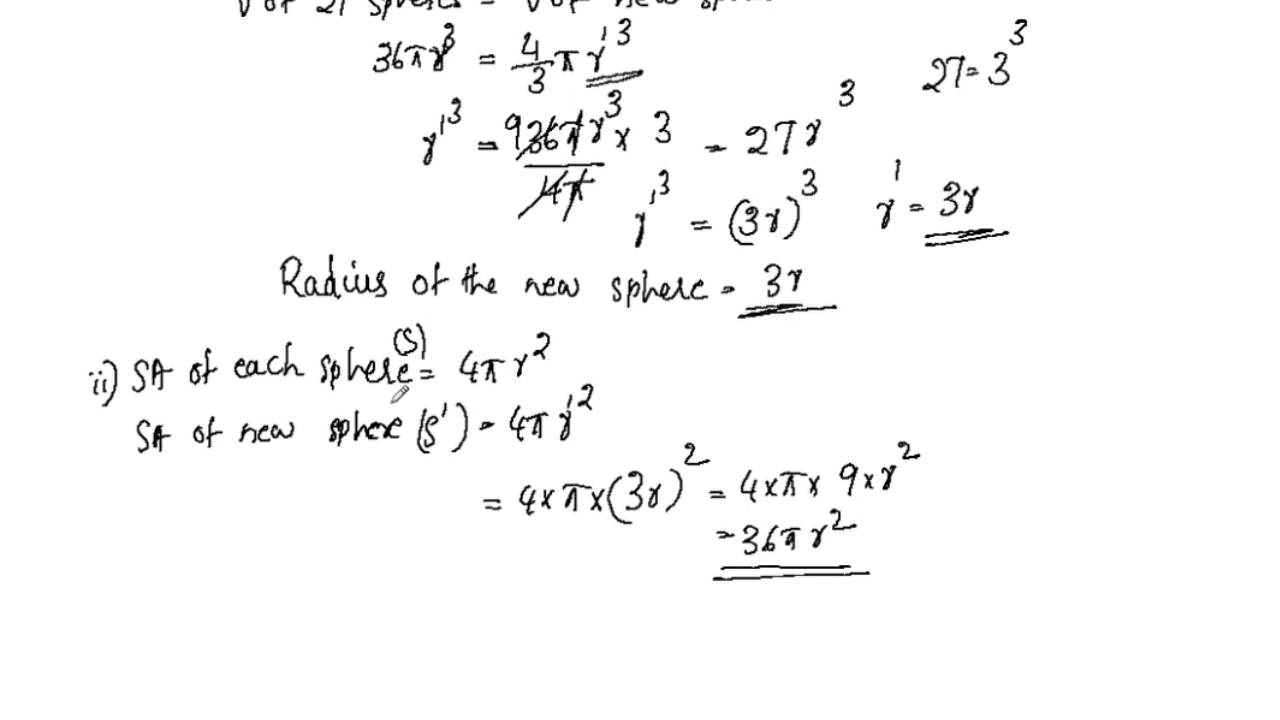 36πr³ = 4/3 π r'³
27 = 3³
r'³ = 9 36πr³ × 3 / 4π = 27r³
r'³ = (3r)³ r' = 3r
Radius of the new sphere = 3r
ii) SA of each sphere (S) = 4πr²
SA of new sphere (S') = 4πr'²
= 4×π×(3r)² = 4×π× 9×r²
= 36πr²